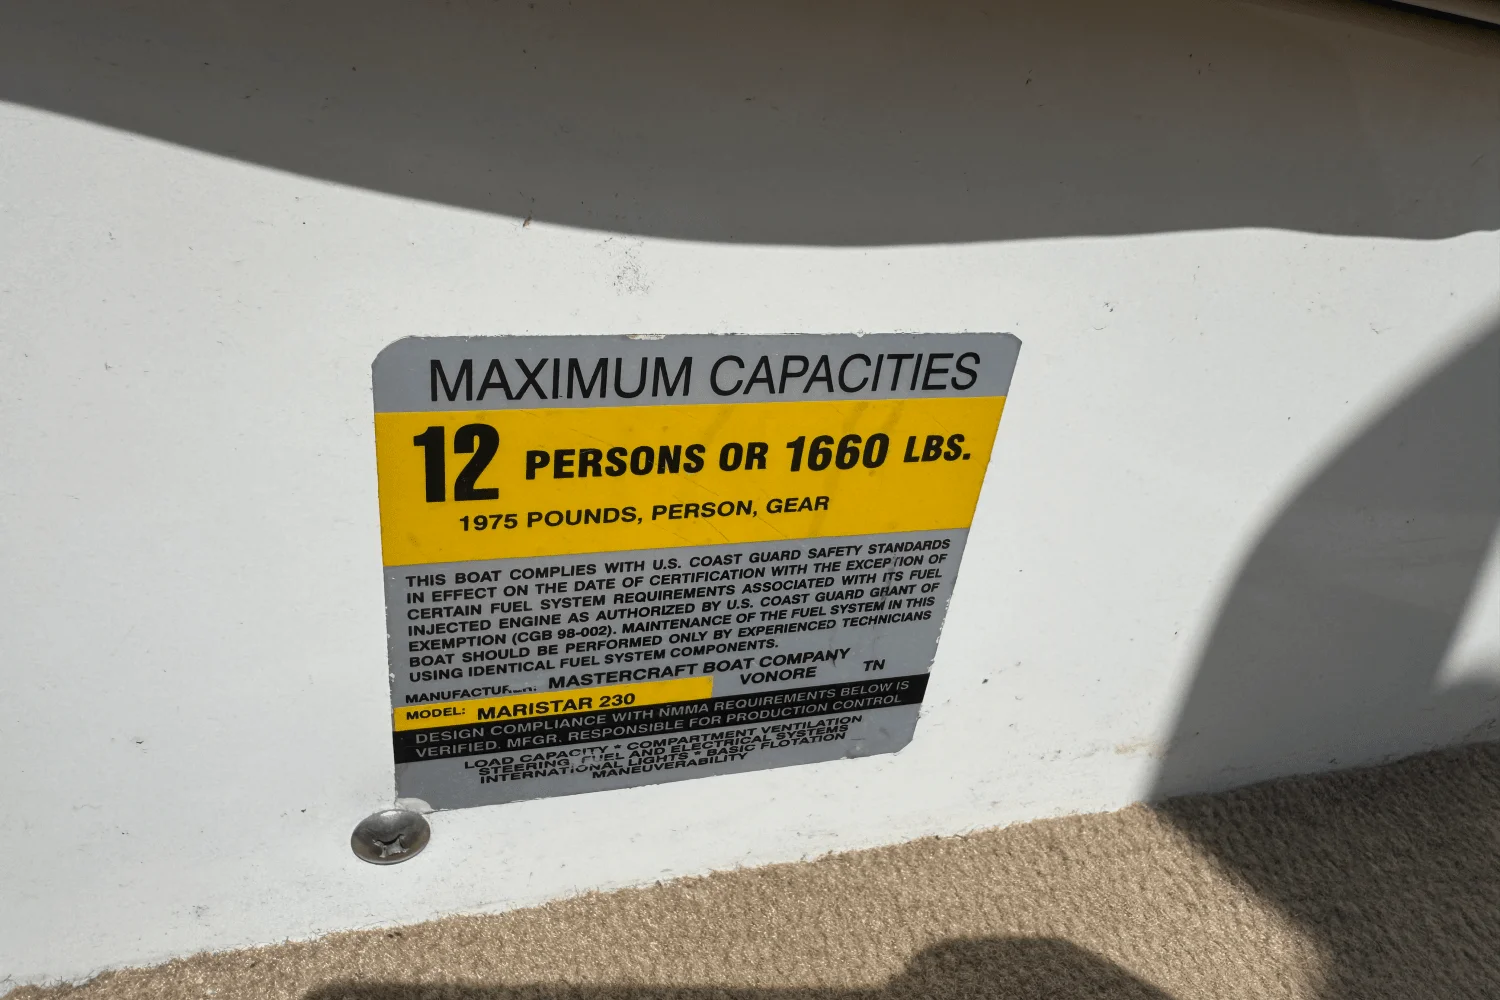 MAXIMUM CAPACITIES
12 PERSONS OR 1660 LBS.
1975 POUNDS, PERSON, GEAR
THIS BOAT COMPLIES WITH U.S. COAST GUARD SAFETY STANDARDS
IN EFFECT ON THE DATE OF CERTIFICATION WITH THE EXCEPTION OF
CERTAIN FUEL SYSTEM REQUIREMENTS ASSOCIATED WITH ITS FUEL
INJECTED ENGINE AS AUTHORIZED BY U.S. COAST GUARD GRANT OF
EXEMPTION (CGB 98-002). MAINTENANCE OF THE FUEL SYSTEM IN THIS
BOAT SHOULD BE PERFORMED ONLY BY EXPERIENCED TECHNICIANS
USING IDENTICAL FUEL SYSTEM COMPONENTS.
MANUFACTURER: MASTERCRAFT BOAT COMPANY
VONORE TN
MODEL: MARISTAR 230
DESIGN COMPLIANCE WITH NMMA REQUIREMENTS BELOW IS
VERIFIED. MFGR. RESPONSIBLE FOR PRODUCTION CONTROL
LOAD CAPACITY * COMPARTMENT VENTILATION
STEERING, FUEL AND ELECTRICAL SYSTEMS
INTERNATIONAL LIGHTS * BASIC FLOTATION
MANEUVERABILITY